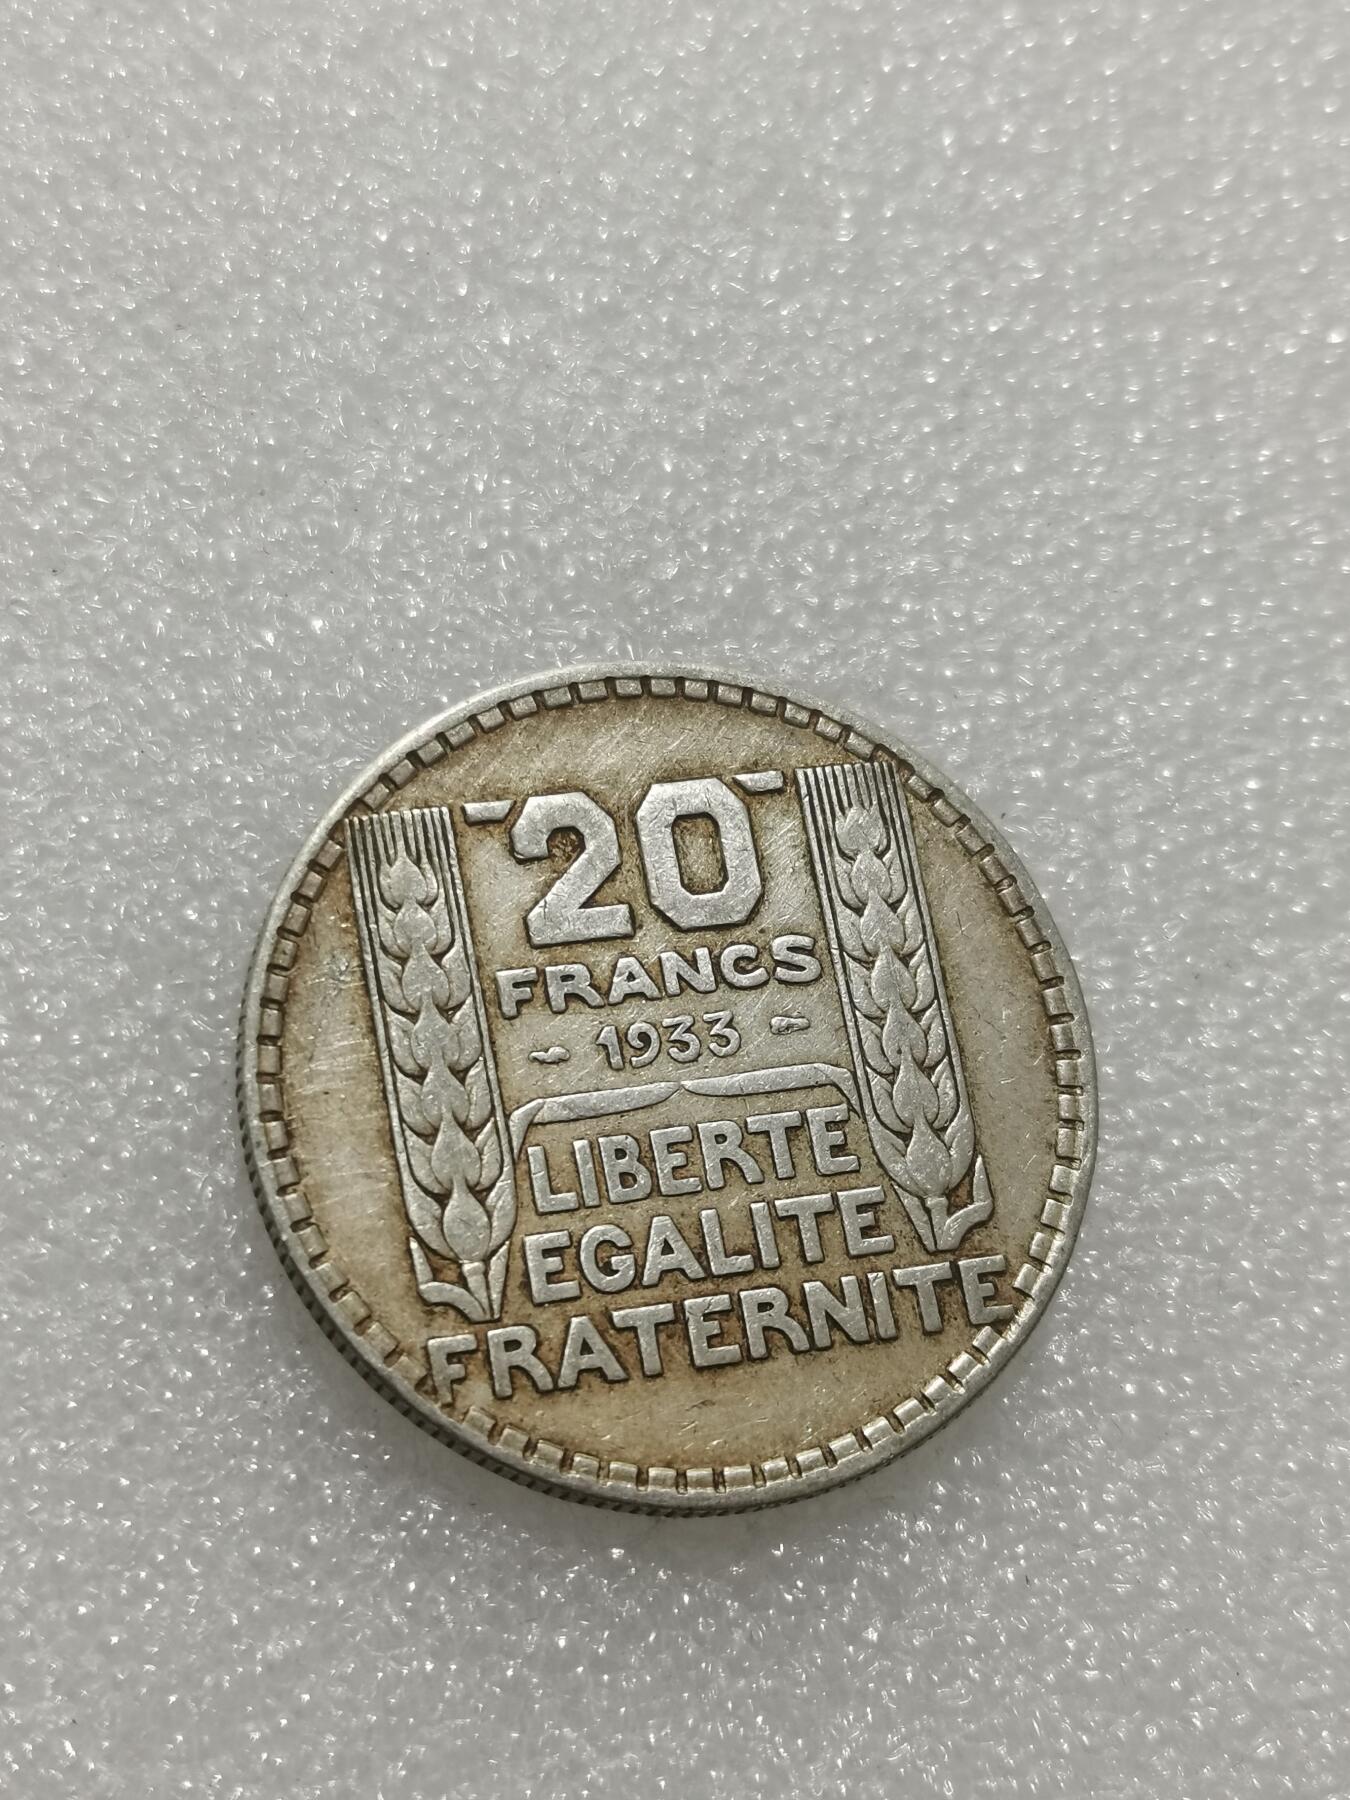 20
FRANCS
1933
LIBERTE
EGALITE
FRATERNITE